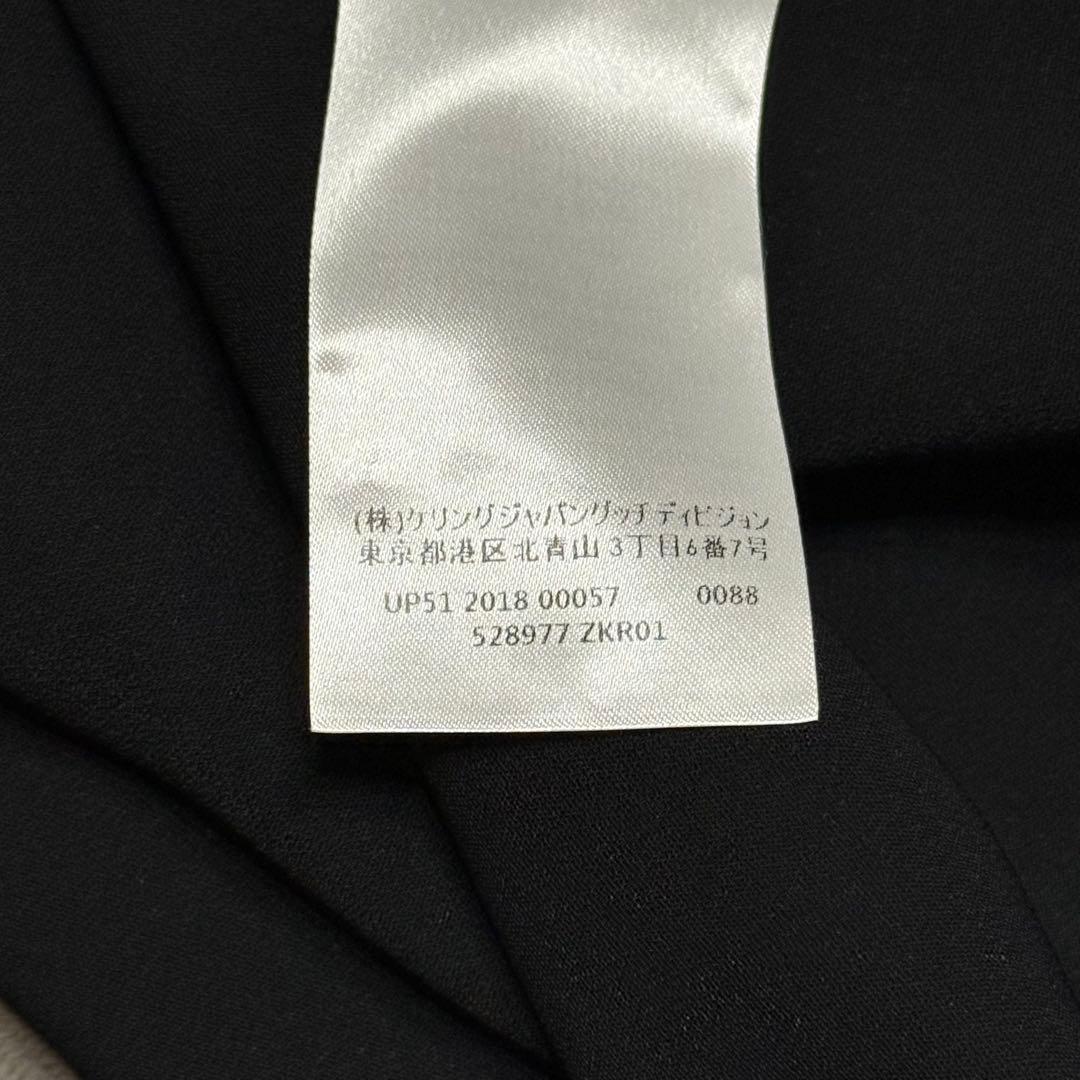 (株)ケリングジャパングッチ ディビジョン
東京都港区北青山3丁目6番7号
UP51 2018 00057 0088
528977 ZKR01